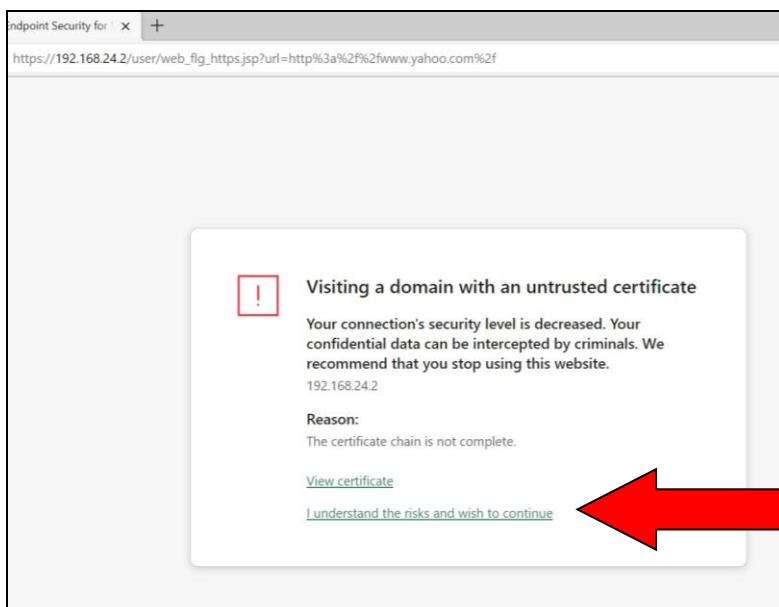 Endpoint Security for
https://192.168.24.2/user/web_flg_https.jsp?url=http%3a%2f%2fwww.yahoo.com%2f
!
Visiting a domain with an untrusted certificate
Your connection's security level is decreased. Your
confidential data can be intercepted by criminals. We
recommend that you stop using this website.
192.168.24.2
Reason:
The certificate chain is not complete.
View certificate
I understand the risks and wish to continue